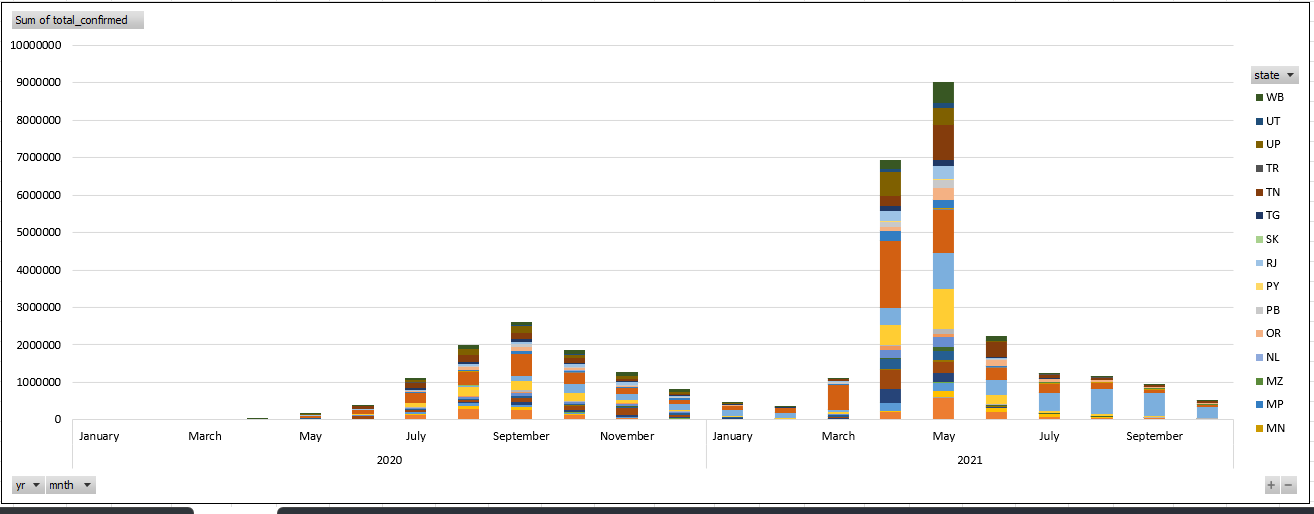 Sum of total_confirmed
10000000
9000000
8000000
7000000
6000000
5000000
4000000
3000000
2000000
1000000
0
January March May July September November January March May July September
2020 2021
yr mnth
state
WB
UT
UP
TR
TN
TG
SK
RJ
PY
PB
OR
NL
MZ
MP
MN